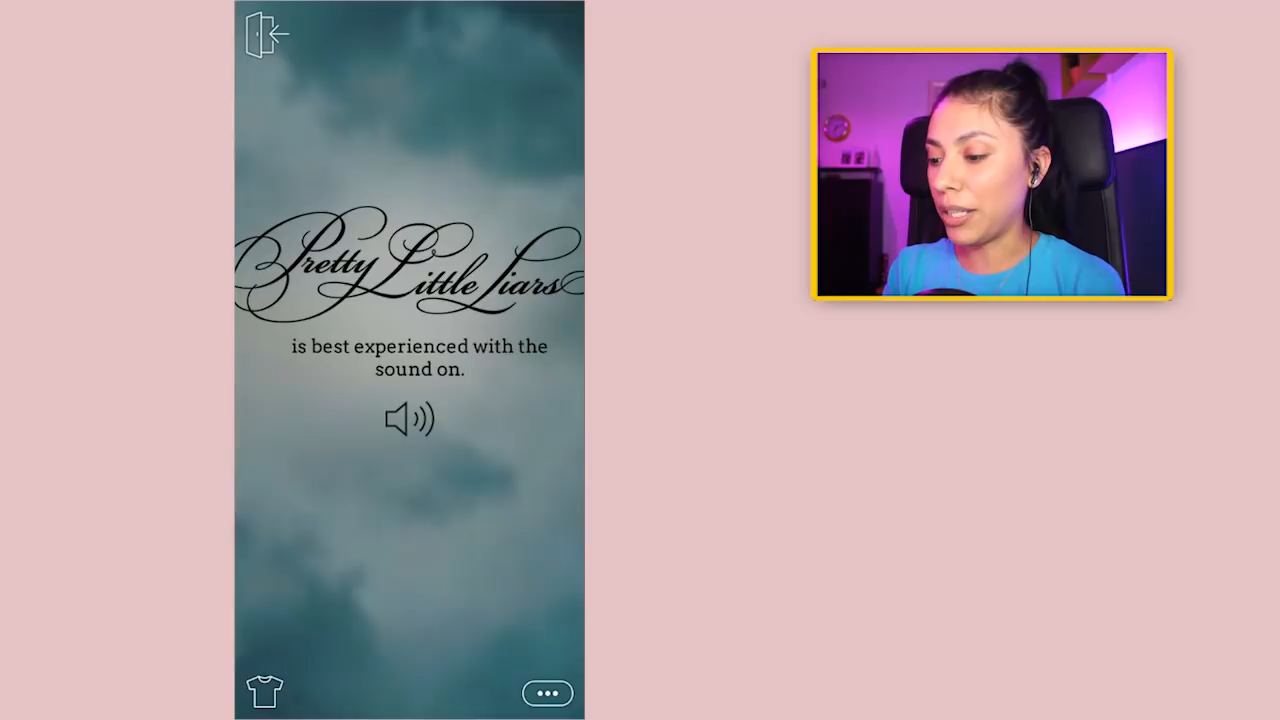 Pretty Little Liars
is best experienced with the
sound on.